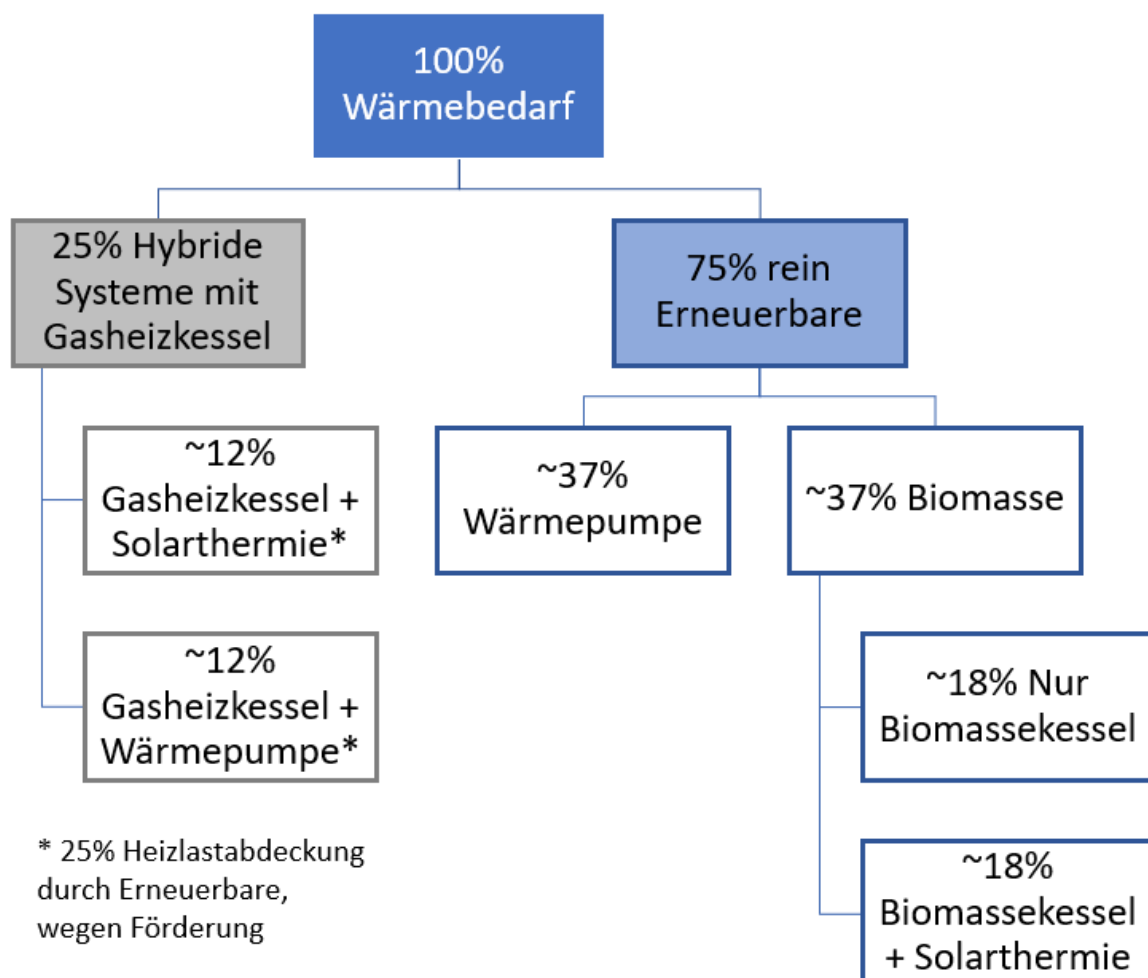 100%
Wärmebedarf
25% Hybride
Systeme mit
Gasheizkessel
75% rein
Erneuerbare
~12%
Gasheizkessel +
Solarthermie*
~37%
Wärmepumpe
~37% Biomasse
~12%
Gasheizkessel +
Wärmepumpe*
~18% Nur
Biomassekessel
* 25% Heizlastabdeckung
durch Erneuerbare,
wegen Förderung
~18%
Biomassekessel
+ Solarthermie